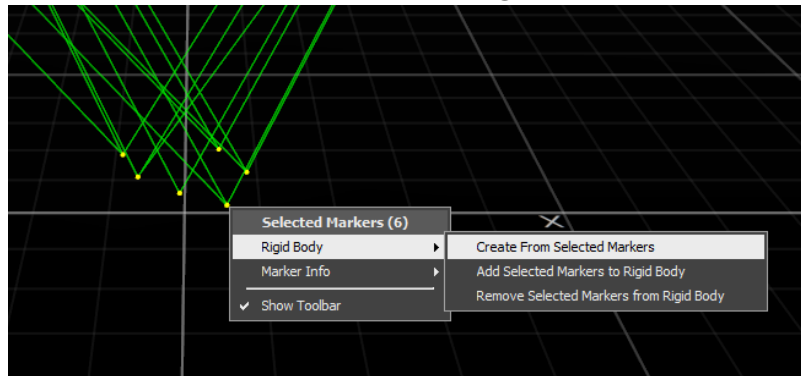 Selected Markers (6)
Rigid Body
Marker Info
Show Toolbar
Create From Selected Markers
Add Selected Markers to Rigid Body
Remove Selected Markers from Rigid Body